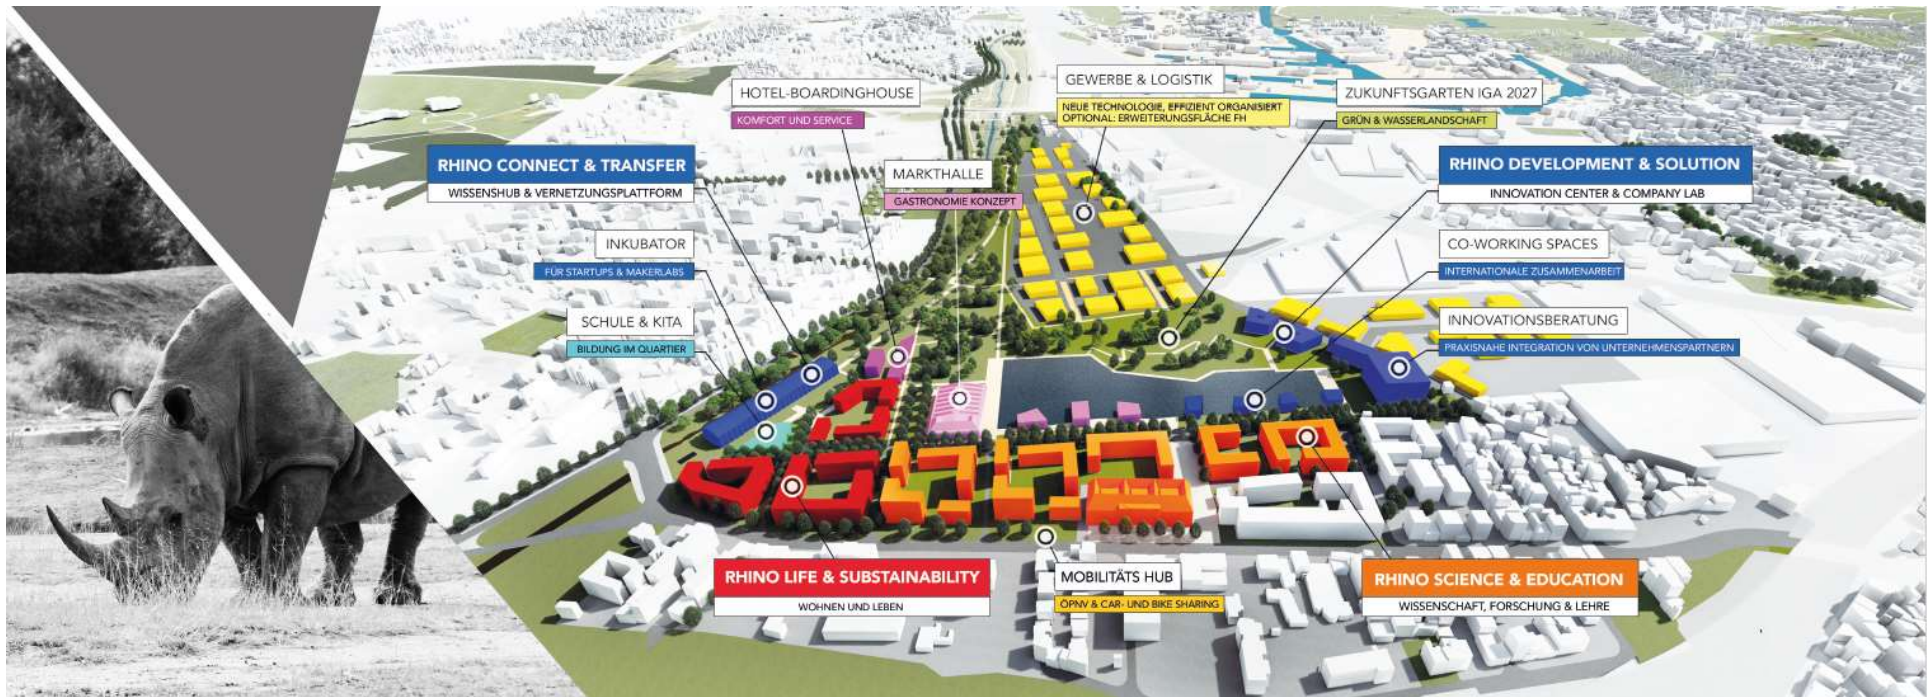 HOTEL-BOARDINGHOUSE
KOMFORT UND SERVICE
GEWERBE & LOGISTIK
NEUE TECHNOLOGIE, EFFIZIENT ORGANISIERT
OPTIONAL: ERWEITERUNGSFLÄCHE FH
ZUKUNFTSGARTEN IGA 2027
GRÜN & WASSERLANDSCHAFT
RHINO CONNECT & TRANSFER
WISSENSHUB & VERNETZUNGSPLATTFORM
MARKTHALLE
GASTRONOMIE KONZEPT
RHINO DEVELOPMENT & SOLUTION
INNOVATION CENTER & COMPANY LAB
INKUBATOR
FÜR STARTUPS & MAKERLABS
CO-WORKING SPACES
INTERNATIONALE ZUSAMMENARBEIT
SCHULE & KITA
BILDUNG IM QUARTIER
INNOVATIONSBERATUNG
PRAXISNAHE INTEGRATION VON UNTERNEHMENSPARTNERN
RHINO LIFE & SUBSTAINABILITY
WOHNEN UND LEBEN
MOBILITÄTS HUB
ÖPNV & CAR- UND BIKE SHARING
RHINO SCIENCE & EDUCATION
WISSENSCHAFT, FORSCHUNG & LEHRE